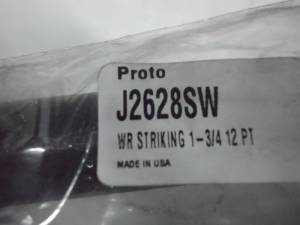 Proto
J2628SW
WR STRIKING 1-3/4 12 PT
MADE IN USA